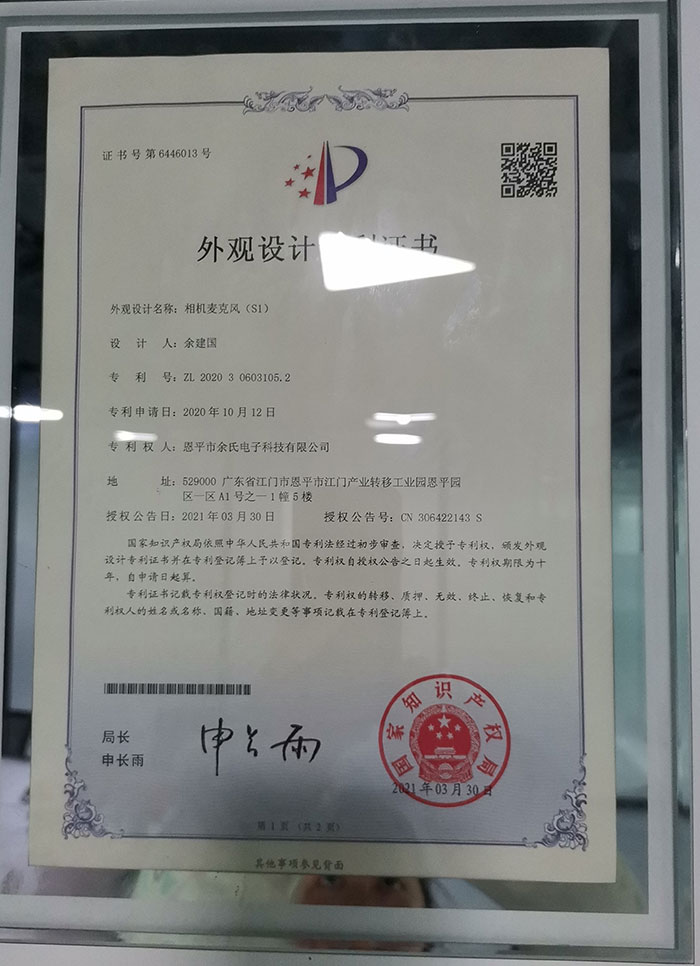 证书号第6446013号
外观设计 证书
外观设计名称：相机麦克风（S1）
设 计 人：余建国
专 利 号：ZL 2020 3 0603105.2
专利申请日：2020年10月12日
专 利 权 人：恩平市余氏电子科技有限公司
地 址：529000 广东省江门市恩平市江门产业转移工业园恩平园
区一区A1号之一1幢5楼
授权公告日：2021年03月30日 授权公告号：CN 306422143 S
国家知识产权局依照中华人民共和国专利法经过初步审查，决定授予专利权，颁发外观
设计专利证书并在专利登记簿上予以登记。专利权自授权公告之日起生效。专利权期限为十
年，自申请日起算。
专利证书记载专利权登记时的法律状况。专利权的转移、质押、无效、终止、恢复和专
利权人的姓名或名称、国籍、地址变更等事项记载在专利登记簿上。
局长
申长雨
申长雨
国家知识产权局
2021年03月30日
第1页（共2页）
其他事项参见背面